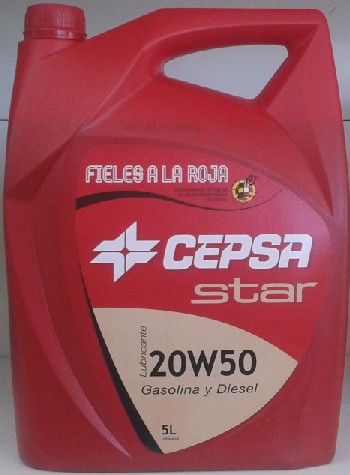 FIELES A LA ROJA
CEPSA
star
Lubricante
20W50
Gasolina y Diesel
5L